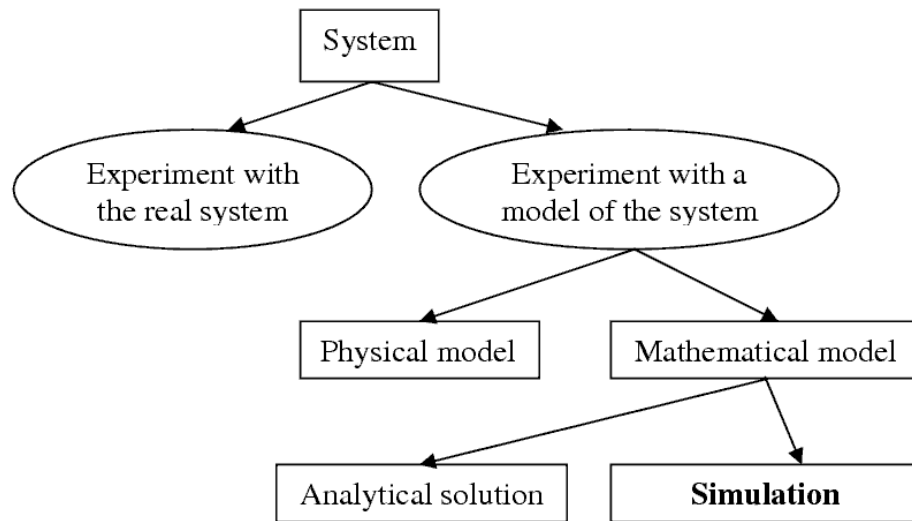 System
Experiment with
the real system
Experiment with a
model of the system
Physical model
Mathematical model
Analytical solution
Simulation